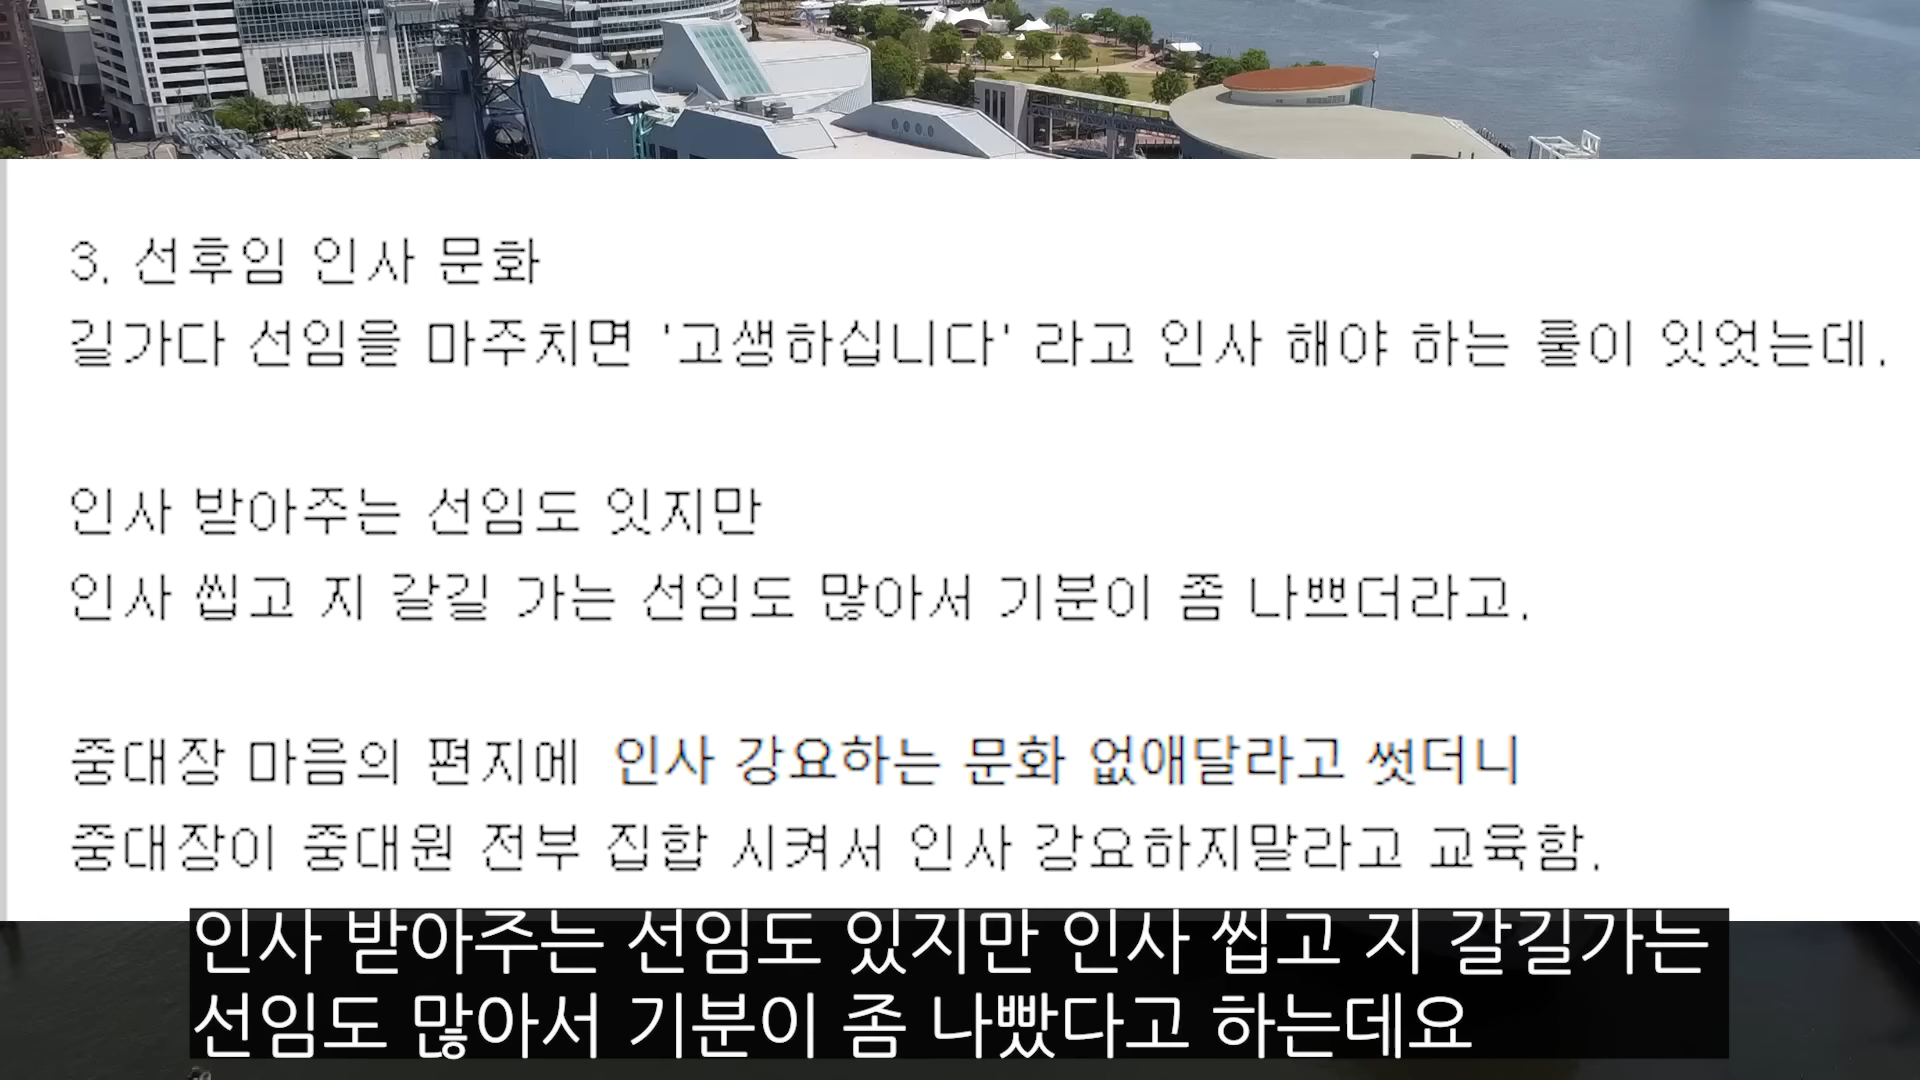 3. 선후임 인사 문화
길가다 선임을 마주치면 '고생하십니다' 라고 인사 해야 하는 룰이 잇엇는데.
인사 받아주는 선임도 잇지만
인사 씹고 지 갈길 가는 선임도 많아서 기분이 좀 나쁘더라고.
중대장 마음의 편지에 인사 강요하는 문화 없애달라고 썻더니
중대장이 중대원 전부 집합 시켜서 인사 강요하지말라고 교육함.
인사 받아주는 선임도 있지만 인사 씹고 지 갈길가는
선임도 많아서 기분이 좀 나빴다고 하는데요